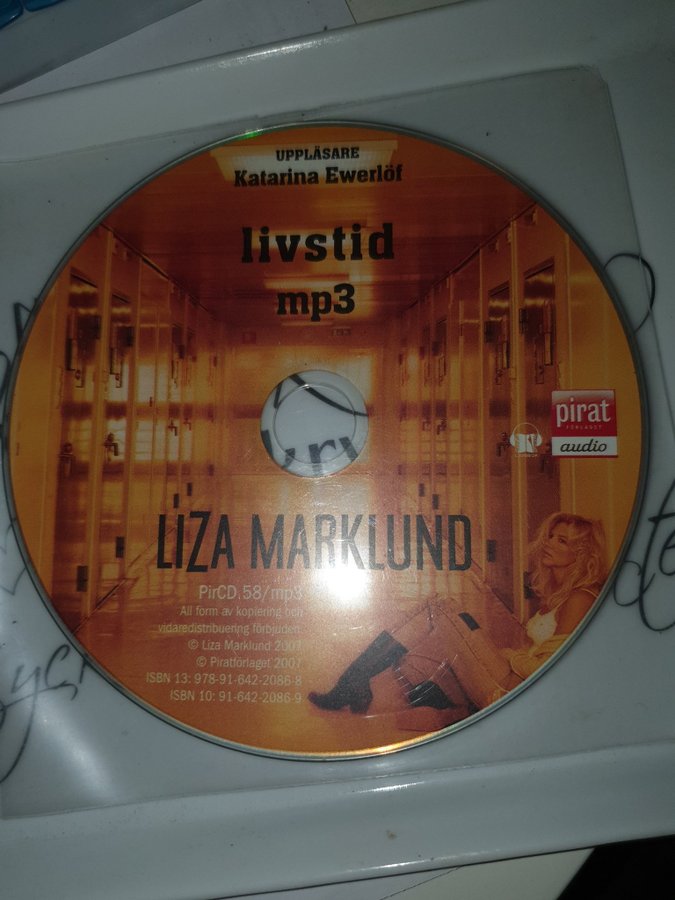 UPPLÄSARE
Katarina Ewerlöf
livstid
mp3
pirat
FÖRLAGET
audio
LIZA MARKLUND
PirCD.58/mp3
All form av kopiering och
vidaredistribuering förbjuden.
© Liza Marklund 2007
© Piratförlaget 2007
ISBN 13: 978-91-642-2086-8
ISBN 10: 91-642-2086-9